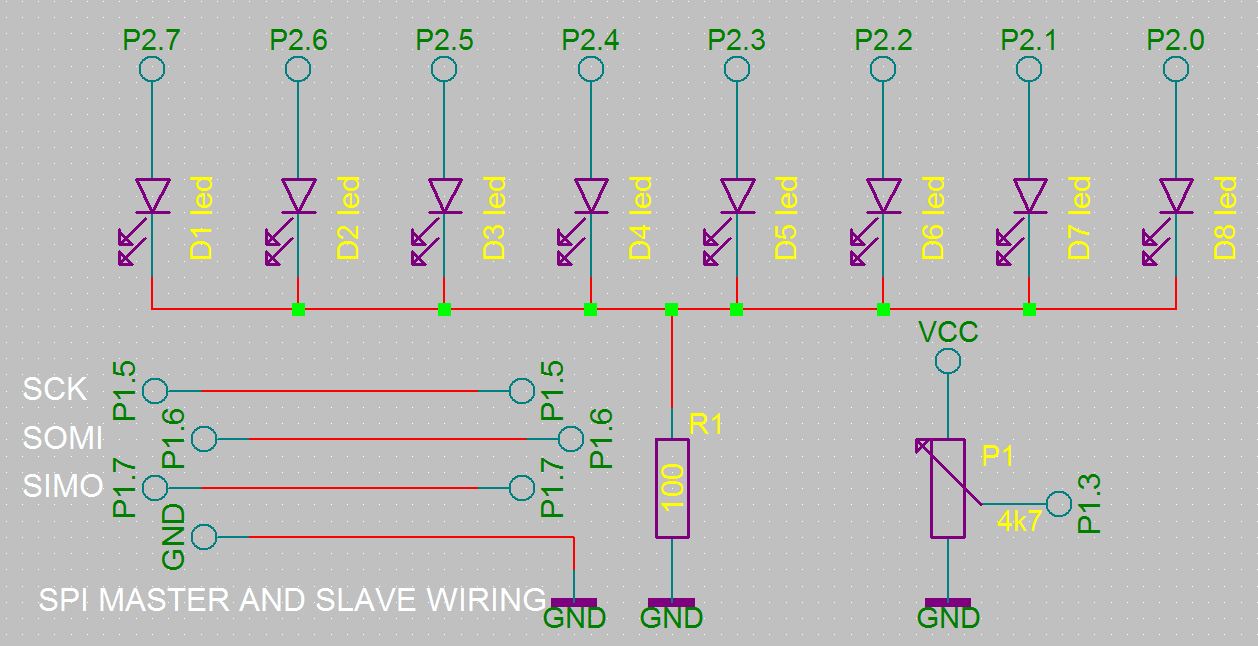 P2.7 P2.6 P2.5 P2.4 P2.3 P2.2 P2.1 P2.0
D1 led D2 led D3 led D4 led D5 led D6 led D7 led D8 led
VCC
SCK P1.5 P1.5
SOMI P1.6 P1.6
R1
100
P1
4k7
P1.3
SIMO P1.7 P1.7
GND
SPI MASTER AND SLAVE WIRING
GND GND GND